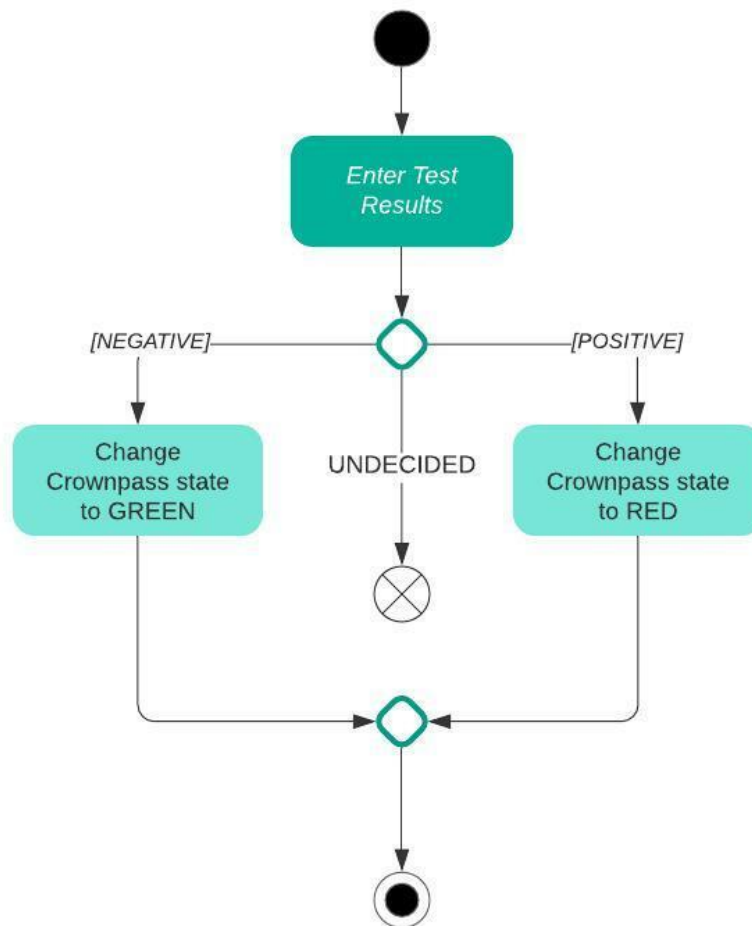 Enter Test
Results
[NEGATIVE]
[POSITIVE]
Change
Crownpass state
to GREEN
UNDECIDED
Change
Crownpass state
to RED